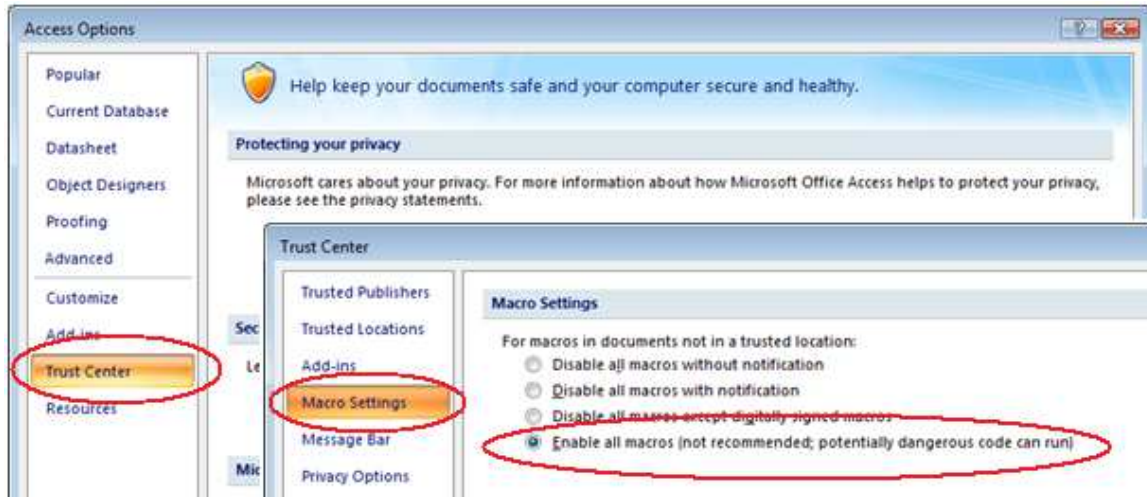 Access Options
Popular
Current Database
Datasheet
Object Designers
Proofing
Advanced
Customize
Add-ins
Trust Center
Resources
Help keep your documents safe and your computer secure and healthy.
Protecting your privacy
Microsoft cares about your privacy. For more information about how Microsoft Office Access helps to protect your privacy,
please see the privacy statements.
Sec
Le
Mic
Trust Center
Trusted Publishers
Trusted Locations
Add-ins
Macro Settings
Message Bar
Privacy Options
Macro Settings
For macros in documents not in a trusted location:
Disable all macros without notification
Disable all macros with notification
Disable all macros except digitally signed macros
Enable all macros (not recommended; potentially dangerous code can run)